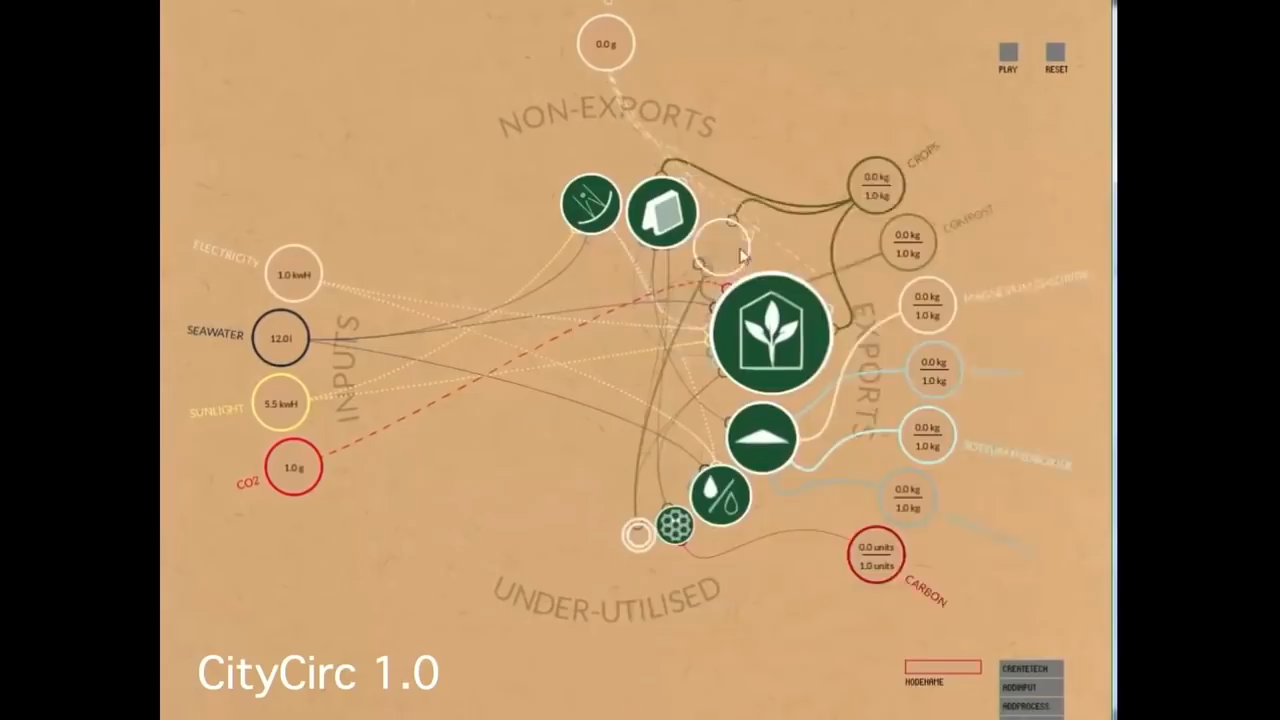 0.0 g
PLAY
RESET
NON-EXPORTS
CROPS
0.0 kg
1.0 kg
COMPOST
0.0 kg
1.0 kg
ELECTRICITY
1.0 kwH
0.0 kg
1.0 kg
SEAWATER
12.0 l
INPUTS
EXPORTS
0.0 kg
1.0 kg
SUNLIGHT
5.5 kwH
0.0 kg
1.0 kg
CO2
1.0 g
0.0 kg
1.0 kg
0.0 units
1.0 units
CARBON
UNDER-UTILISED
CityCirc 1.0
NODENAME
CREATETECH
ADDINPUT
ADDPROCESS